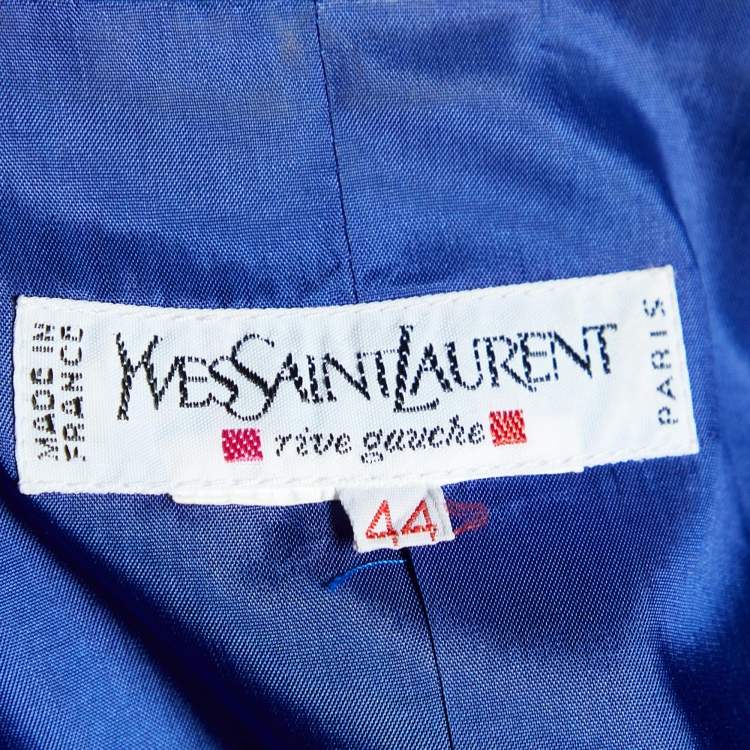 MADE IN
FRANCE
YVESSAINTLAURENT
rive gauche
PARIS
44